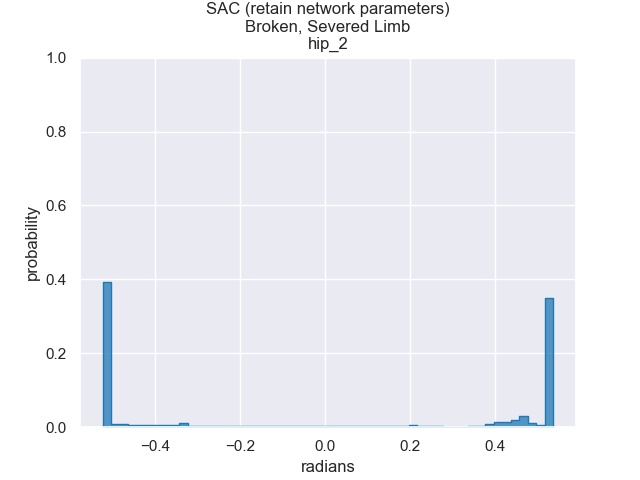 SAC (retain network parameters)
Broken, Severed Limb
hip_2
1.0
0.8
0.6
0.4
0.2
0.0
probability
−0.4 −0.2 0.0 0.2 0.4
radians